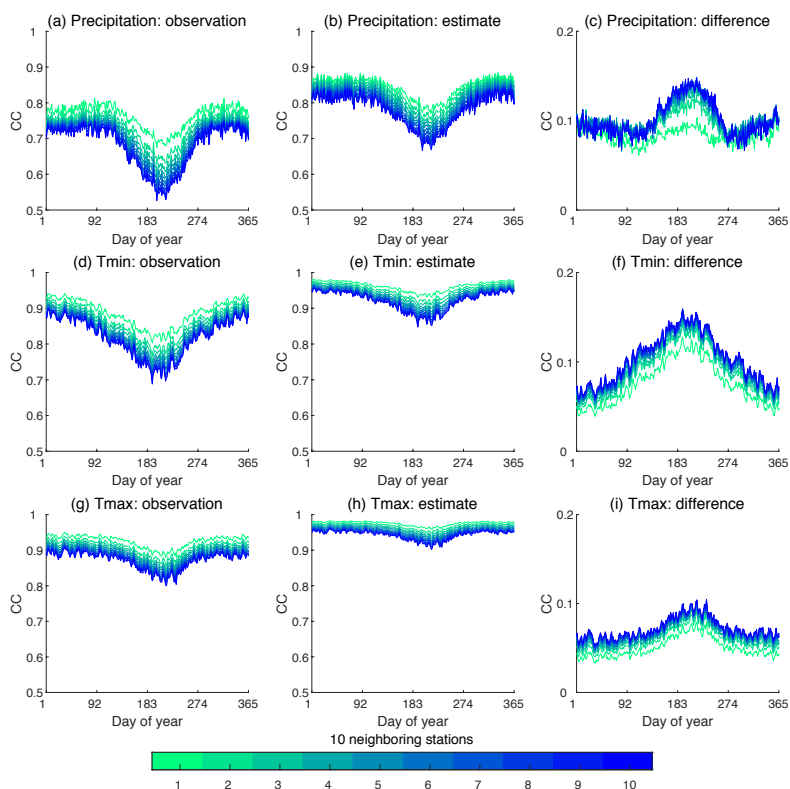 (a) Precipitation: observation
(b) Precipitation: estimate
(c) Precipitation: difference
1
0.9
0.8
0.7
0.6
0.5
CC
1 92 183 274 365
Day of year
1
0.9
0.8
0.7
0.6
0.5
CC
1 92 183 274 365
Day of year
0.2
0.1
0
CC
1 92 183 274 365
Day of year
(d) Tmin: observation
(e) Tmin: estimate
(f) Tmin: difference
1
0.9
0.8
0.7
0.6
0.5
CC
1 92 183 274 365
Day of year
1
0.9
0.8
0.7
0.6
0.5
CC
1 92 183 274 365
Day of year
0.2
0.1
0
CC
1 92 183 274 365
Day of year
(g) Tmax: observation
(h) Tmax: estimate
(i) Tmax: difference
1
0.9
0.8
0.7
0.6
0.5
CC
1 92 183 274 365
Day of year
1
0.9
0.8
0.7
0.6
0.5
CC
1 92 183 274 365
Day of year
0.2
0.1
0
CC
1 92 183 274 365
Day of year
10 neighboring stations
1 2 3 4 5 6 7 8 9 10